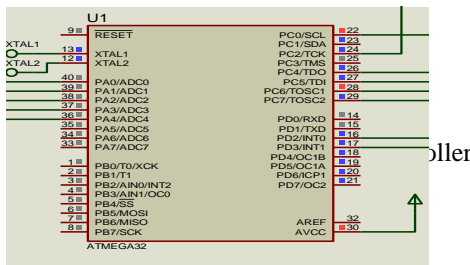 U1
9 RESET PC0/SCL 22
PC1/SDA 23
XTAL1 13 XTAL1 PC2/TCK 24
XTAL2 12 XTAL2 PC3/TMS 25
PC4/TDO 26
40 PA0/ADC0 PC5/TDI 27
39 PA1/ADC1 PC6/TOSC1 28
38 PA2/ADC2 PC7/TOSC2 29
37 PA3/ADC3
36 PA4/ADC4 PD0/RXD 14
35 PA5/ADC5 PD1/TXD 15
34 PA6/ADC6 PD2/INT0 16
33 PA7/ADC7 PD3/INT1 17
PD4/OC1B 18
1 PB0/T0/XCK PD5/OC1A 19
2 PB1/T1 PD6/ICP1 20
3 PB2/AIN0/INT2 PD7/OC2 21
4 PB3/AIN1/OC0
5 PB4/SS
6 PB5/MOSI
7 PB6/MISO AREF 32
8 PB7/SCK AVCC 30
ATMEGA32
oller